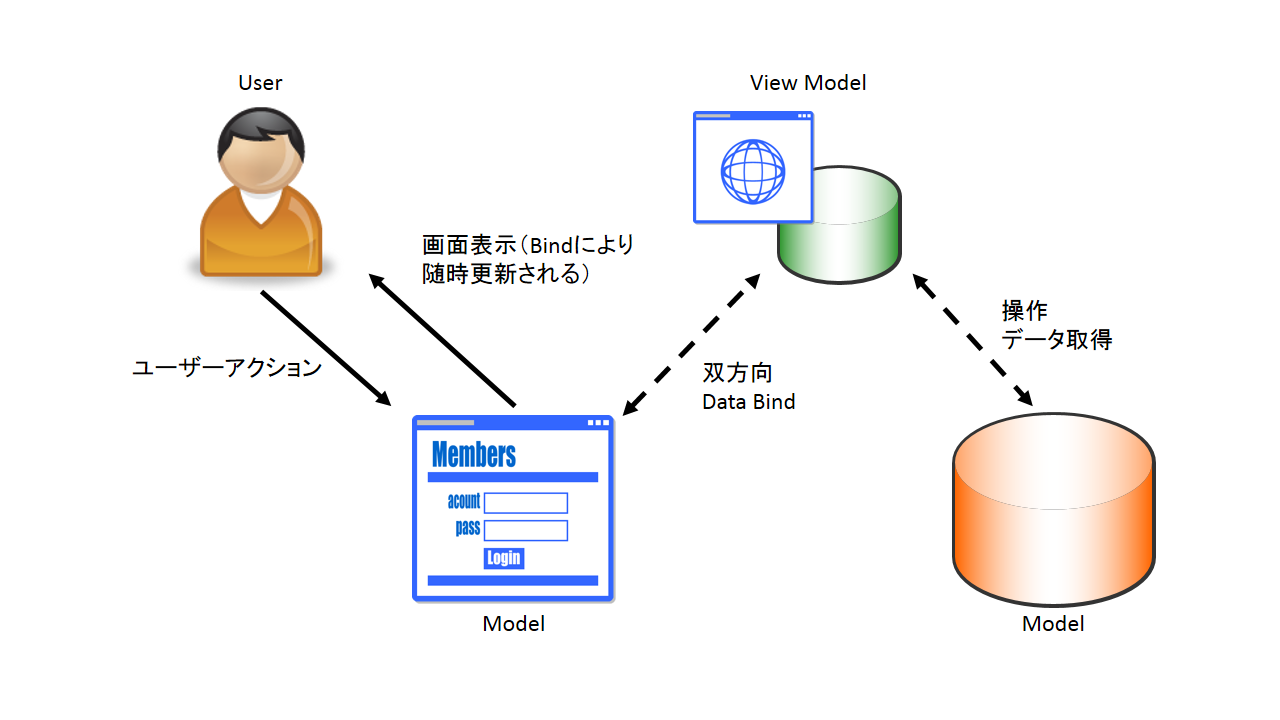 User
View Model
画面表示（Bindにより
随時更新される）
操作
データ取得
ユーザーアクション
双方向
Data Bind
Members
acount
pass
Login
Model
Model